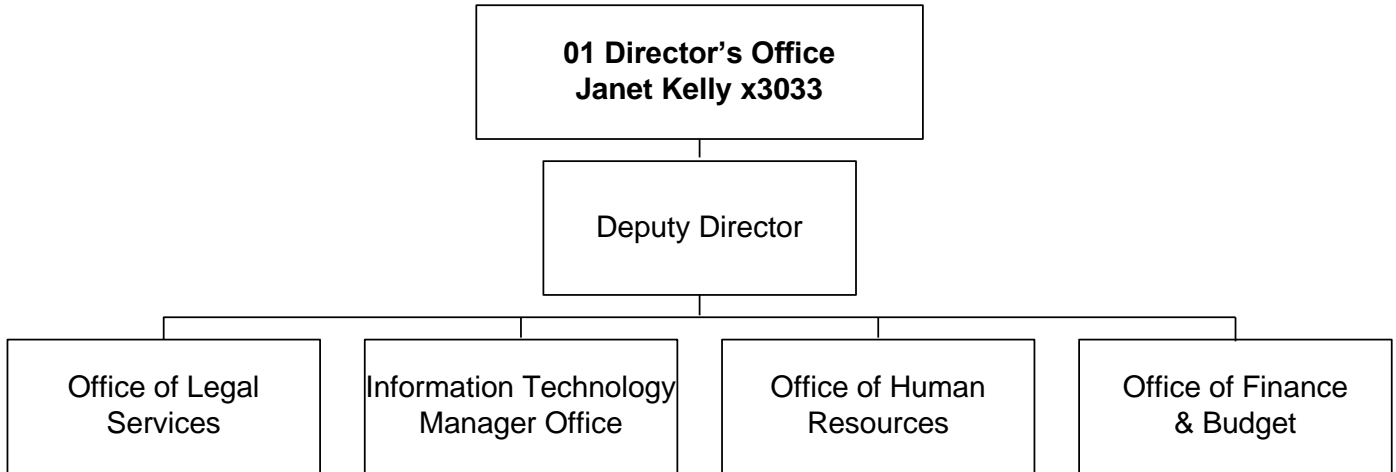 01 Director’s Office
Janet Kelly x3033
Deputy Director
Office of Legal
Services
Information Technology
Manager Office
Office of Human
Resources
Office of Finance
& Budget